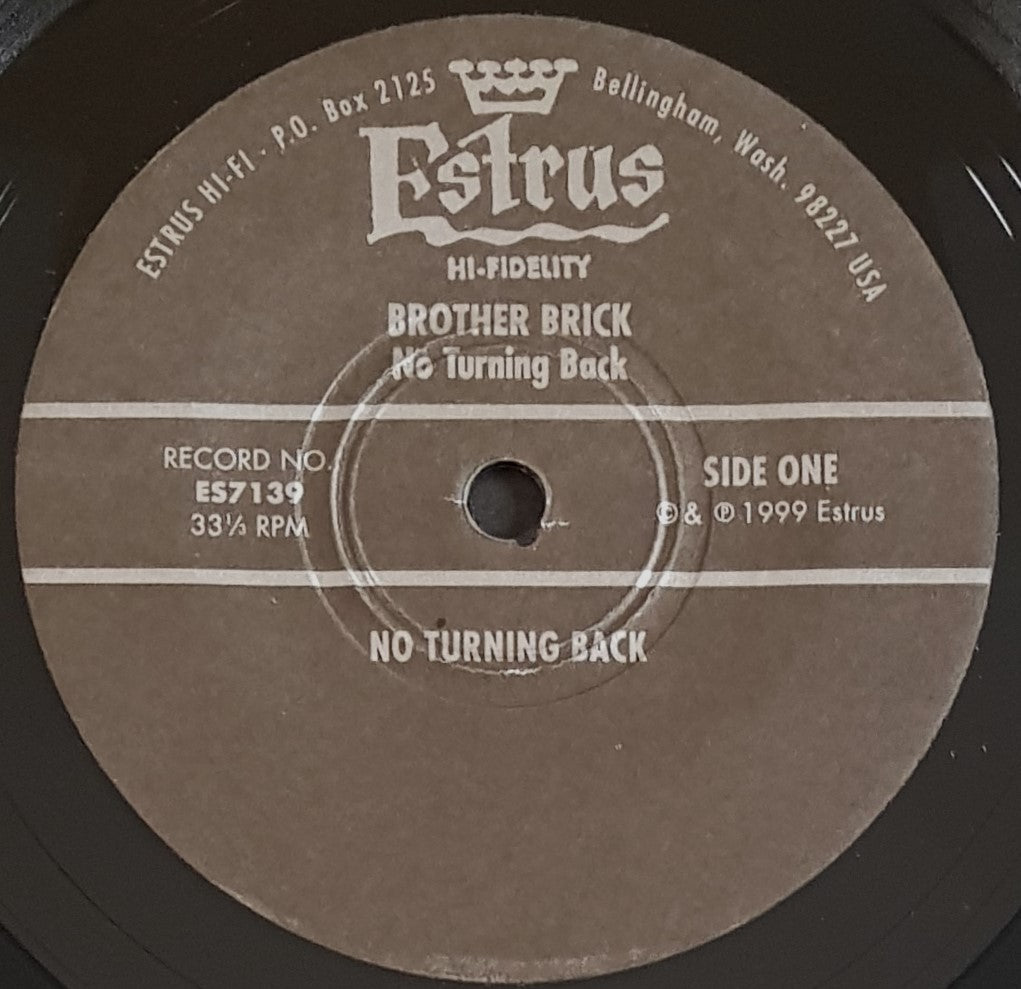 ESTRUS HI-FI - P.O. Box 2125 Bellingham, Wash. 98227 USA
Estrus
HI-FIDELITY
BROTHER BRICK
No Turning Back
RECORD NO.
ES7139
33⅓ RPM
SIDE ONE
© & ℗ 1999 Estrus
NO TURNING BACK